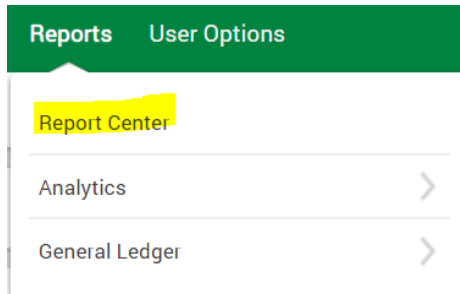 Reports User Options
Report Center
Analytics
General Ledger